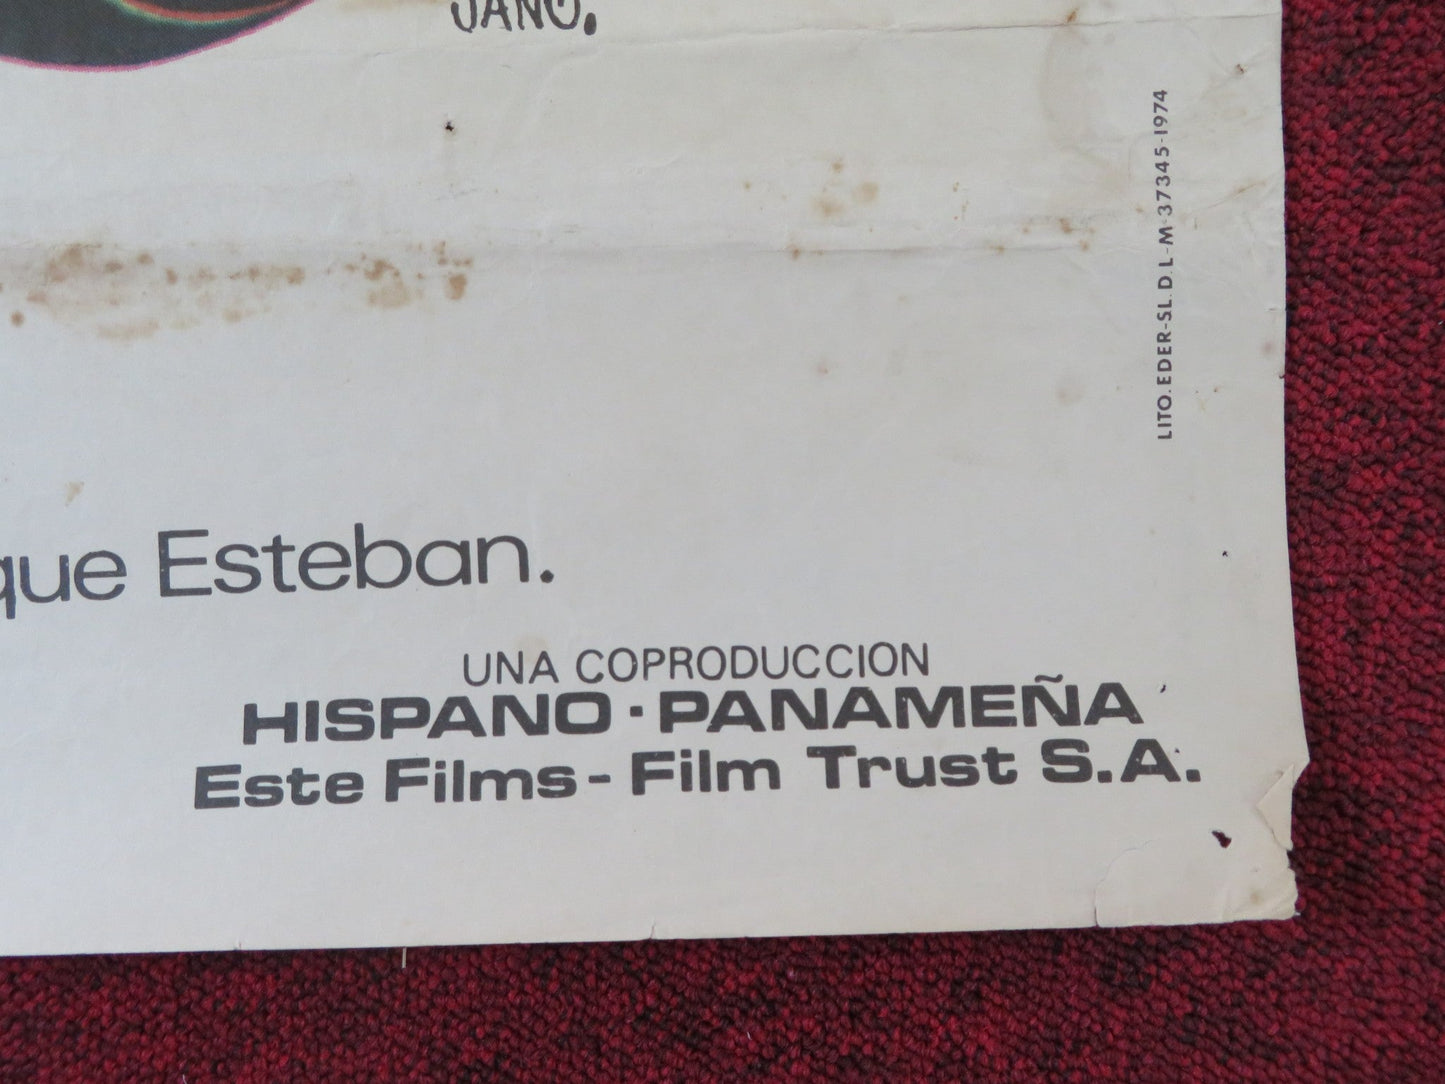 JANO.
LITO. EDER-SL. D.L-M-37345-1974
que Esteban.
UNA COPRODUCCION
HISPANO·PANAMEÑA
Este Films-Film Trust S.A.